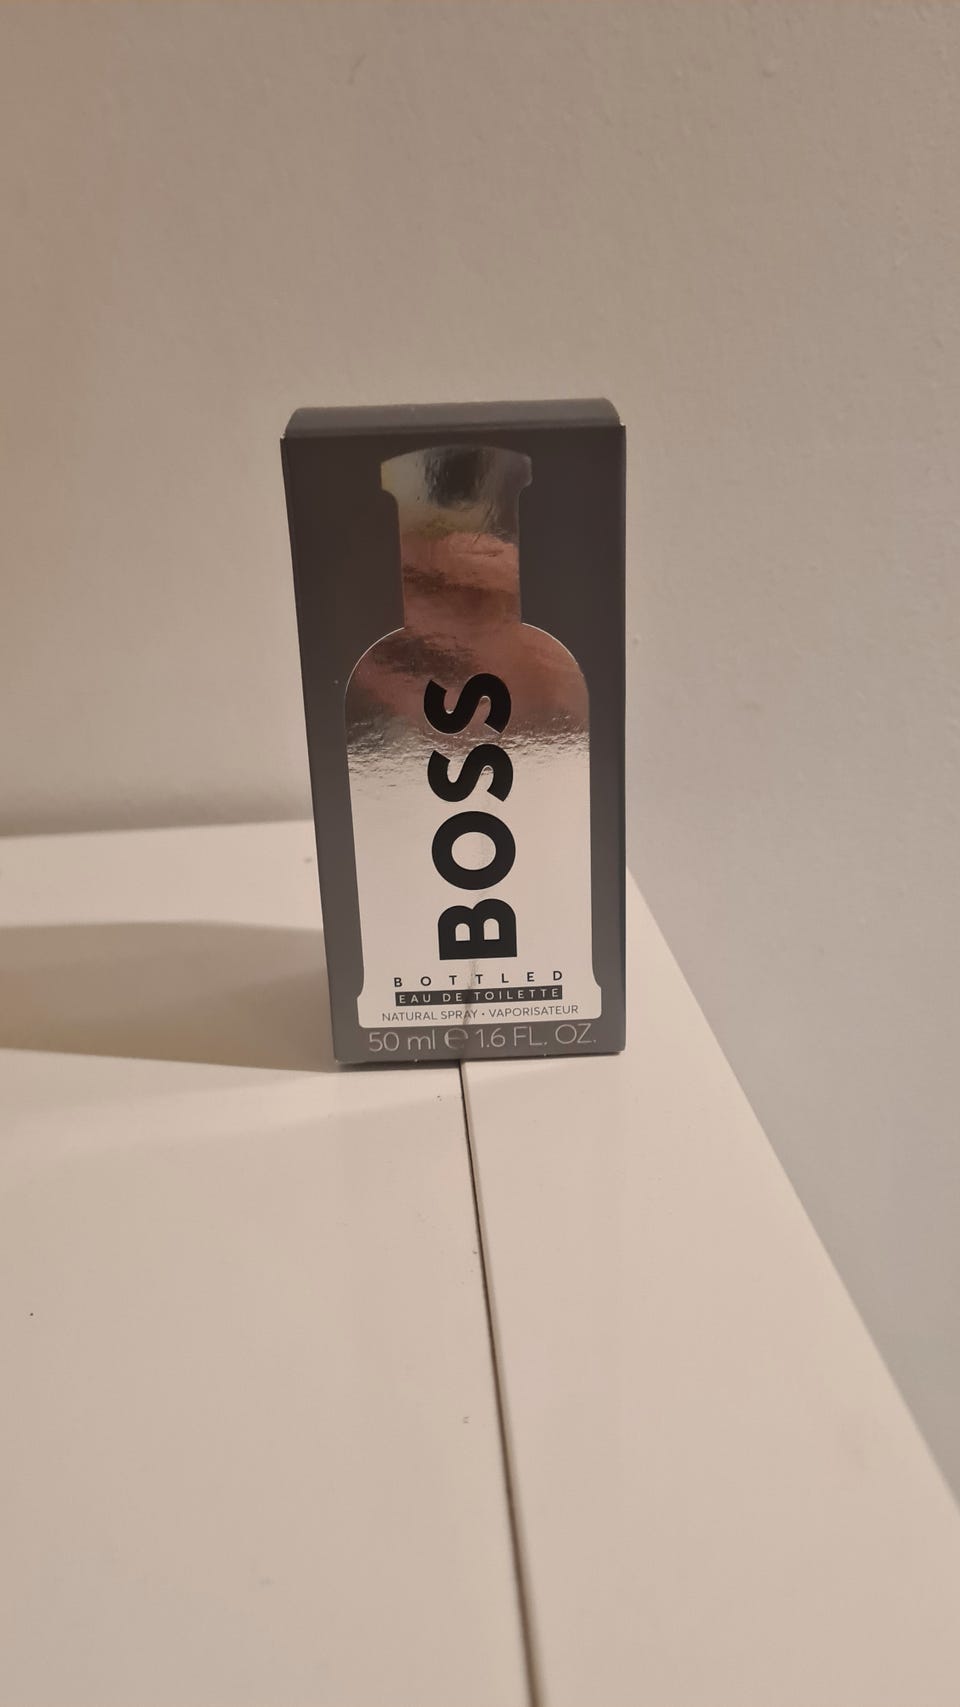 BOSS
BOTTLED
EAU DE TOILETTE
NATURAL SPRAY • VAPORISATEUR
50 ml ℮ 1.6 FL. OZ.